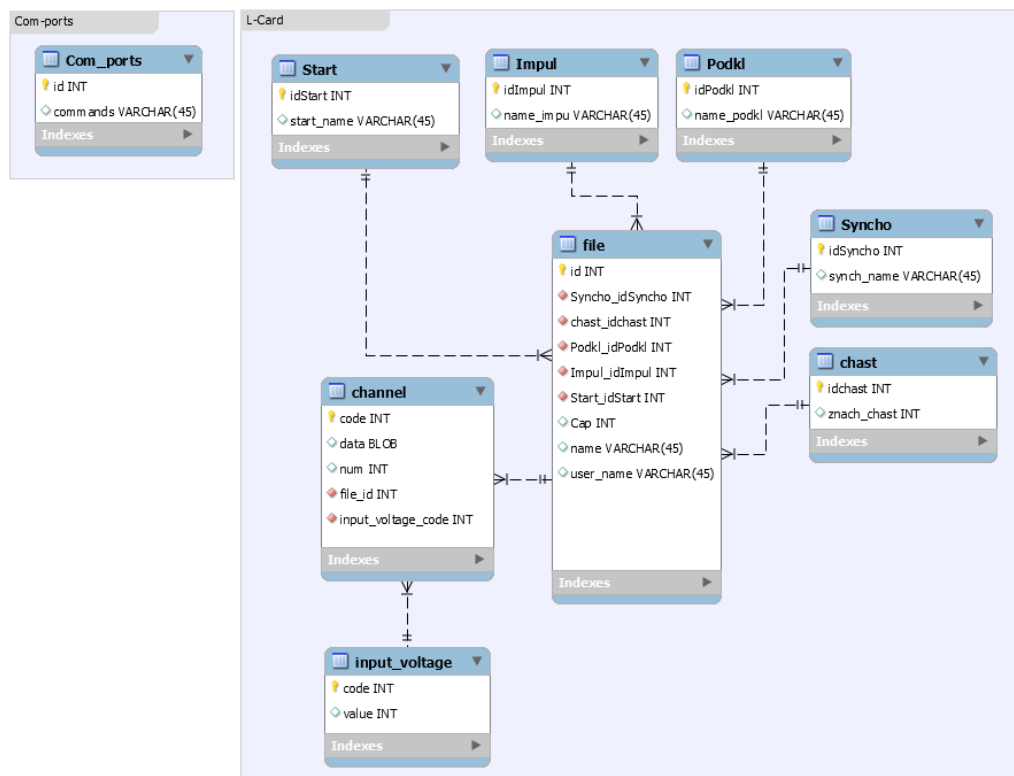 Com-ports
Com_ports
id INT
commands VARCHAR(45)
Indexes
L-Card
Start
idStart INT
start_name VARCHAR(45)
Indexes
Impul
idImpul INT
name_impu VARCHAR(45)
Indexes
Podkl
idPodkl INT
name_podkl VARCHAR(45)
Indexes
Syncho
idSyncho INT
synch_name VARCHAR(45)
Indexes
file
id INT
Syncho_idSyncho INT
chast_idchast INT
Podkl_idPodkl INT
Impul_idImpul INT
Start_idStart INT
Cap INT
name VARCHAR(45)
user_name VARCHAR(45)
Indexes
chast
idchast INT
znach_chast INT
Indexes
channel
code INT
data BLOB
num INT
file_id INT
input_voltage_code INT
Indexes
input_voltage
code INT
value INT
Indexes